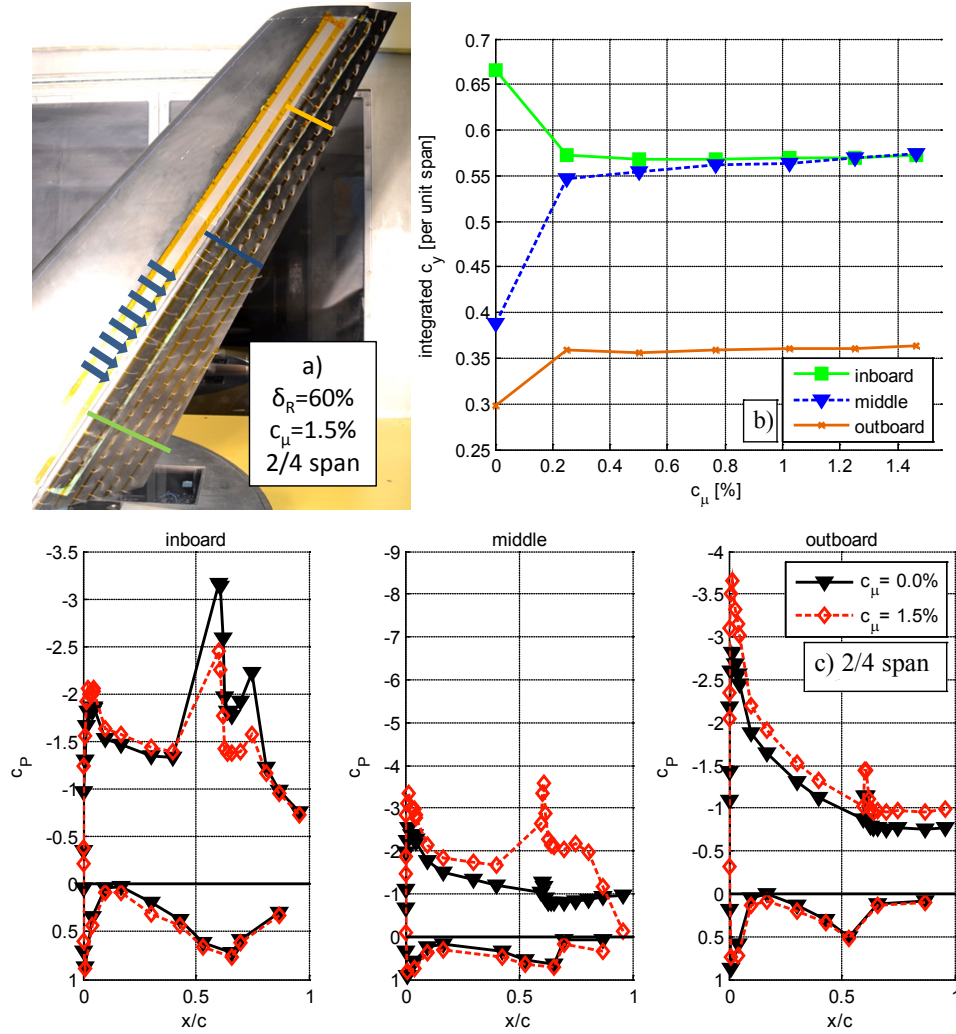 a)
δR=60%
cμ=1.5%
2/4 span
0.7
0.65
0.6
0.55
0.5
0.45
0.4
0.35
0.3
0.25
integrated cy [per unit span]
0 0.2 0.4 0.6 0.8 1 1.2 1.4
cμ [%]
b)
inboard
middle
outboard
inboard
-3.5
-3
-2.5
-2
-1.5
-1
-0.5
0
0.5
1
cP
0 0.5 1
x/c
middle
-9
-8
-7
-6
-5
-4
-3
-2
-1
0
1
cP
0 0.5 1
x/c
outboard
-4
-3.5
-3
-2.5
-2
-1.5
-1
-0.5
0
0.5
1
cP
0 0.5 1
x/c
cμ= 0.0%
cμ= 1.5%
c) 2/4 span